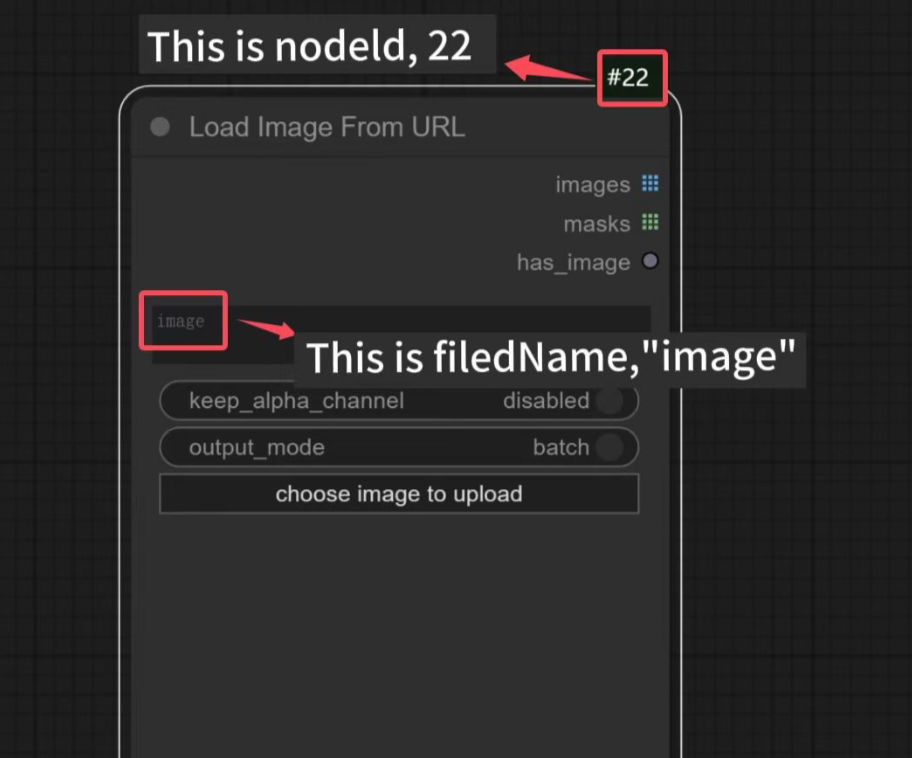 This is nodeld, 22
#22
Load Image From URL
images
masks
has_image
image
This is filedName,"image"
keep_alpha_channel disabled
output_mode batch
choose image to upload